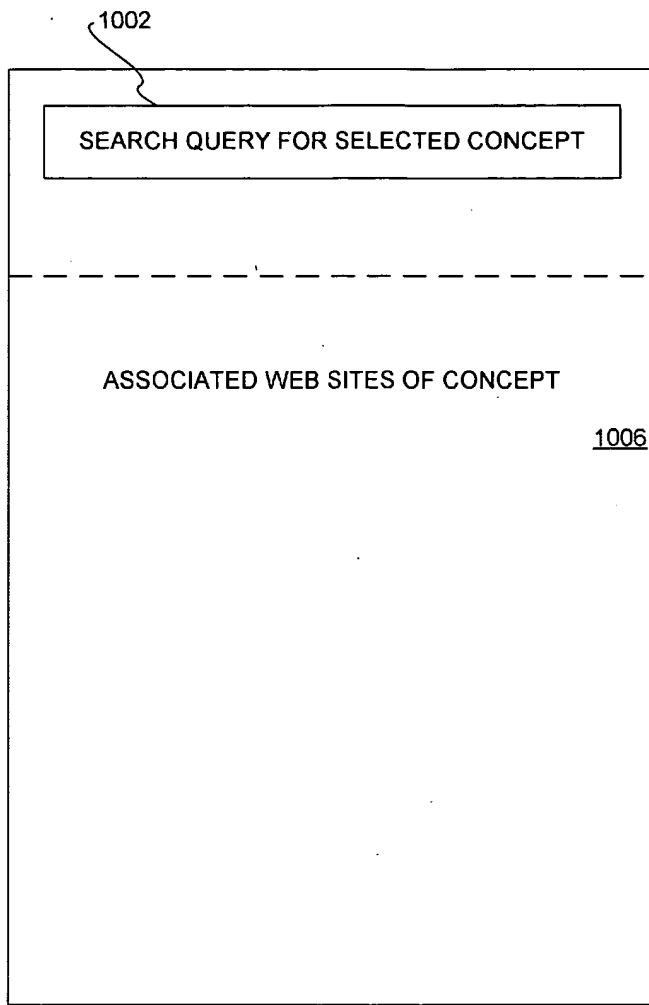 1002
SEARCH QUERY FOR SELECTED CONCEPT
ASSOCIATED WEB SITES OF CONCEPT
1006